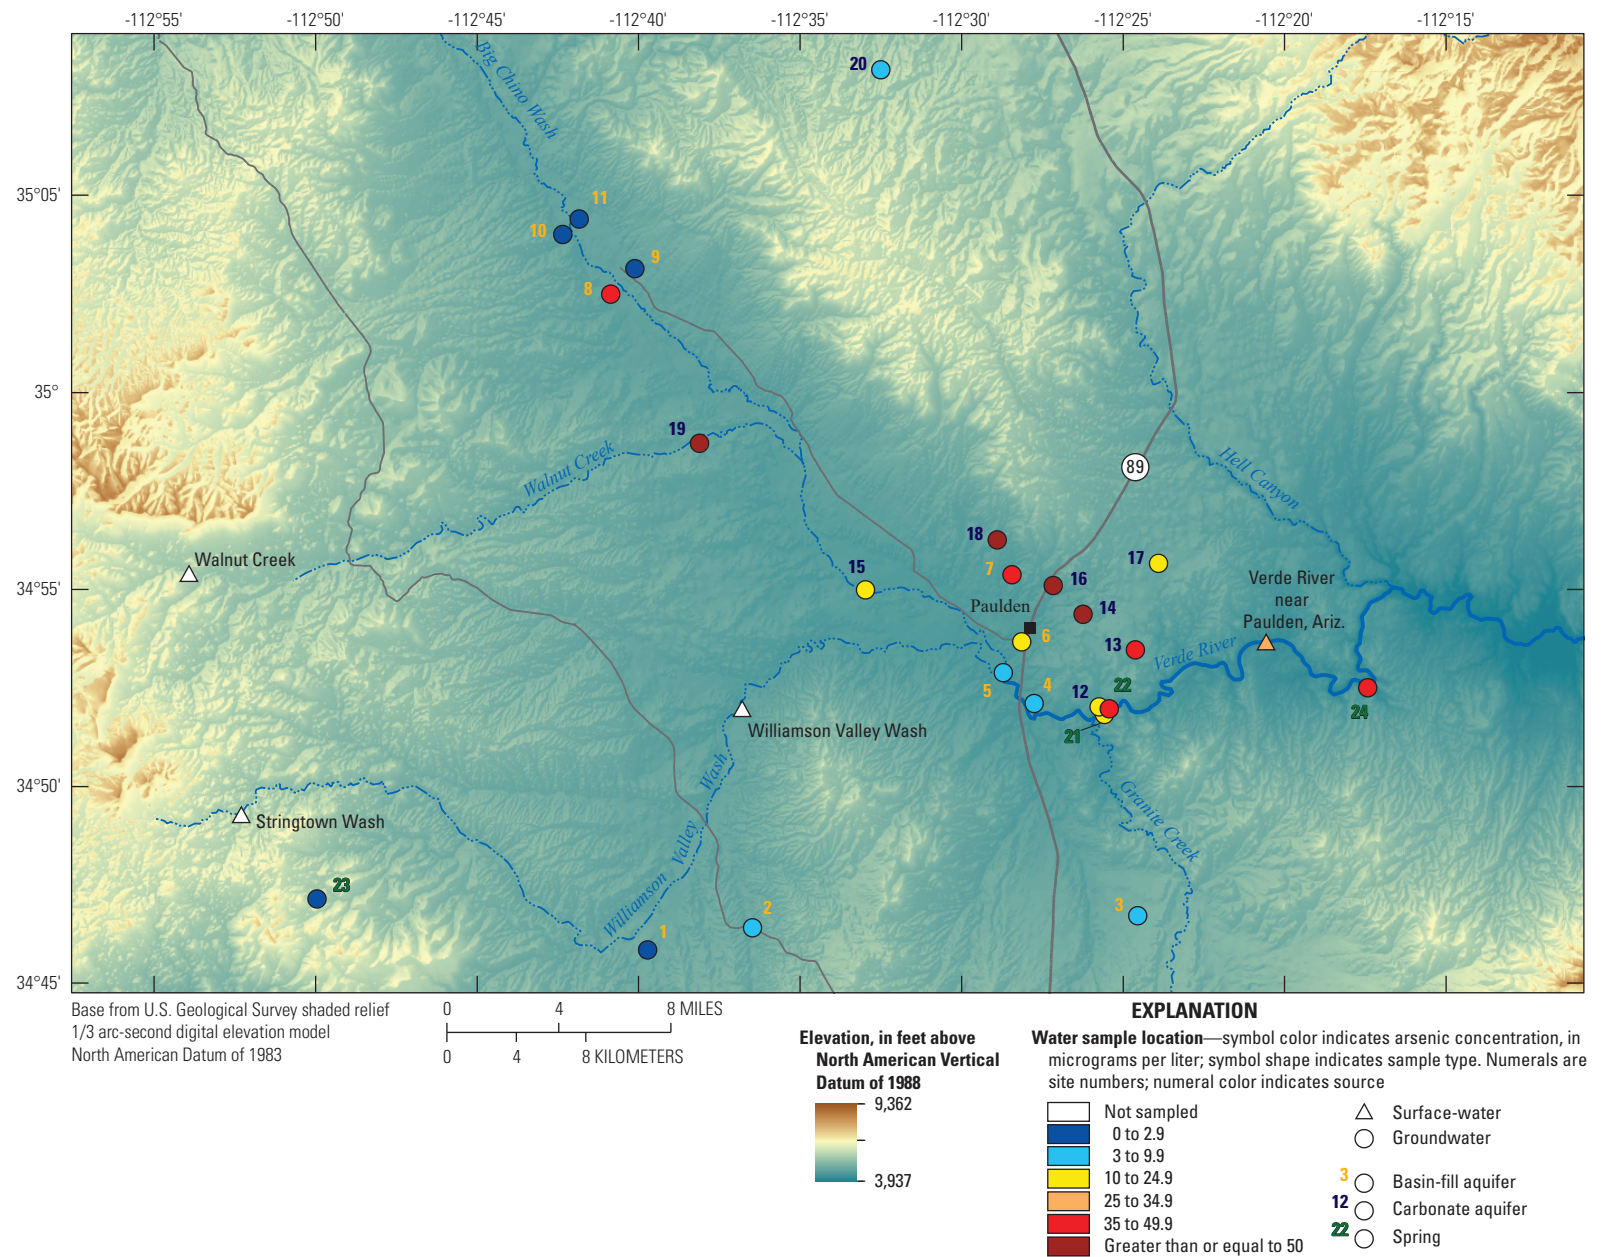 -112°55'
-112°50'
-112°45'
-112°40'
-112°35'
-112°30'
-112°25'
-112°20'
-112°15'
35°05'
35°
34°55'
34°50'
34°45'
Big Chino Wash
20
11
10
9
8
19
Walnut Creek
89
Hell Canyon
Walnut Creek
15
18
7
16
17
14
Paulden
6
13
Verde River
near
Paulden, Ariz.
Verde River
5
4
12
22
21
24
Williamson Valley Wash
Stringtown Wash
Williamson Valley Wash
Granite Creek
23
1
2
3
Base from U.S. Geological Survey shaded relief
1/3 arc-second digital elevation model
North American Datum of 1983
0 4 8 MILES
0 4 8 KILOMETERS
Elevation, in feet above
North American Vertical
Datum of 1988
9,362
3,937
EXPLANATION
Water sample location—symbol color indicates arsenic concentration, in
micrograms per liter; symbol shape indicates sample type. Numerals are
site numbers; numeral color indicates source
Not sampled
0 to 2.9
3 to 9.9
10 to 24.9
25 to 34.9
35 to 49.9
Greater than or equal to 50
Surface-water
Groundwater
3 Basin-fill aquifer
12 Carbonate aquifer
22 Spring